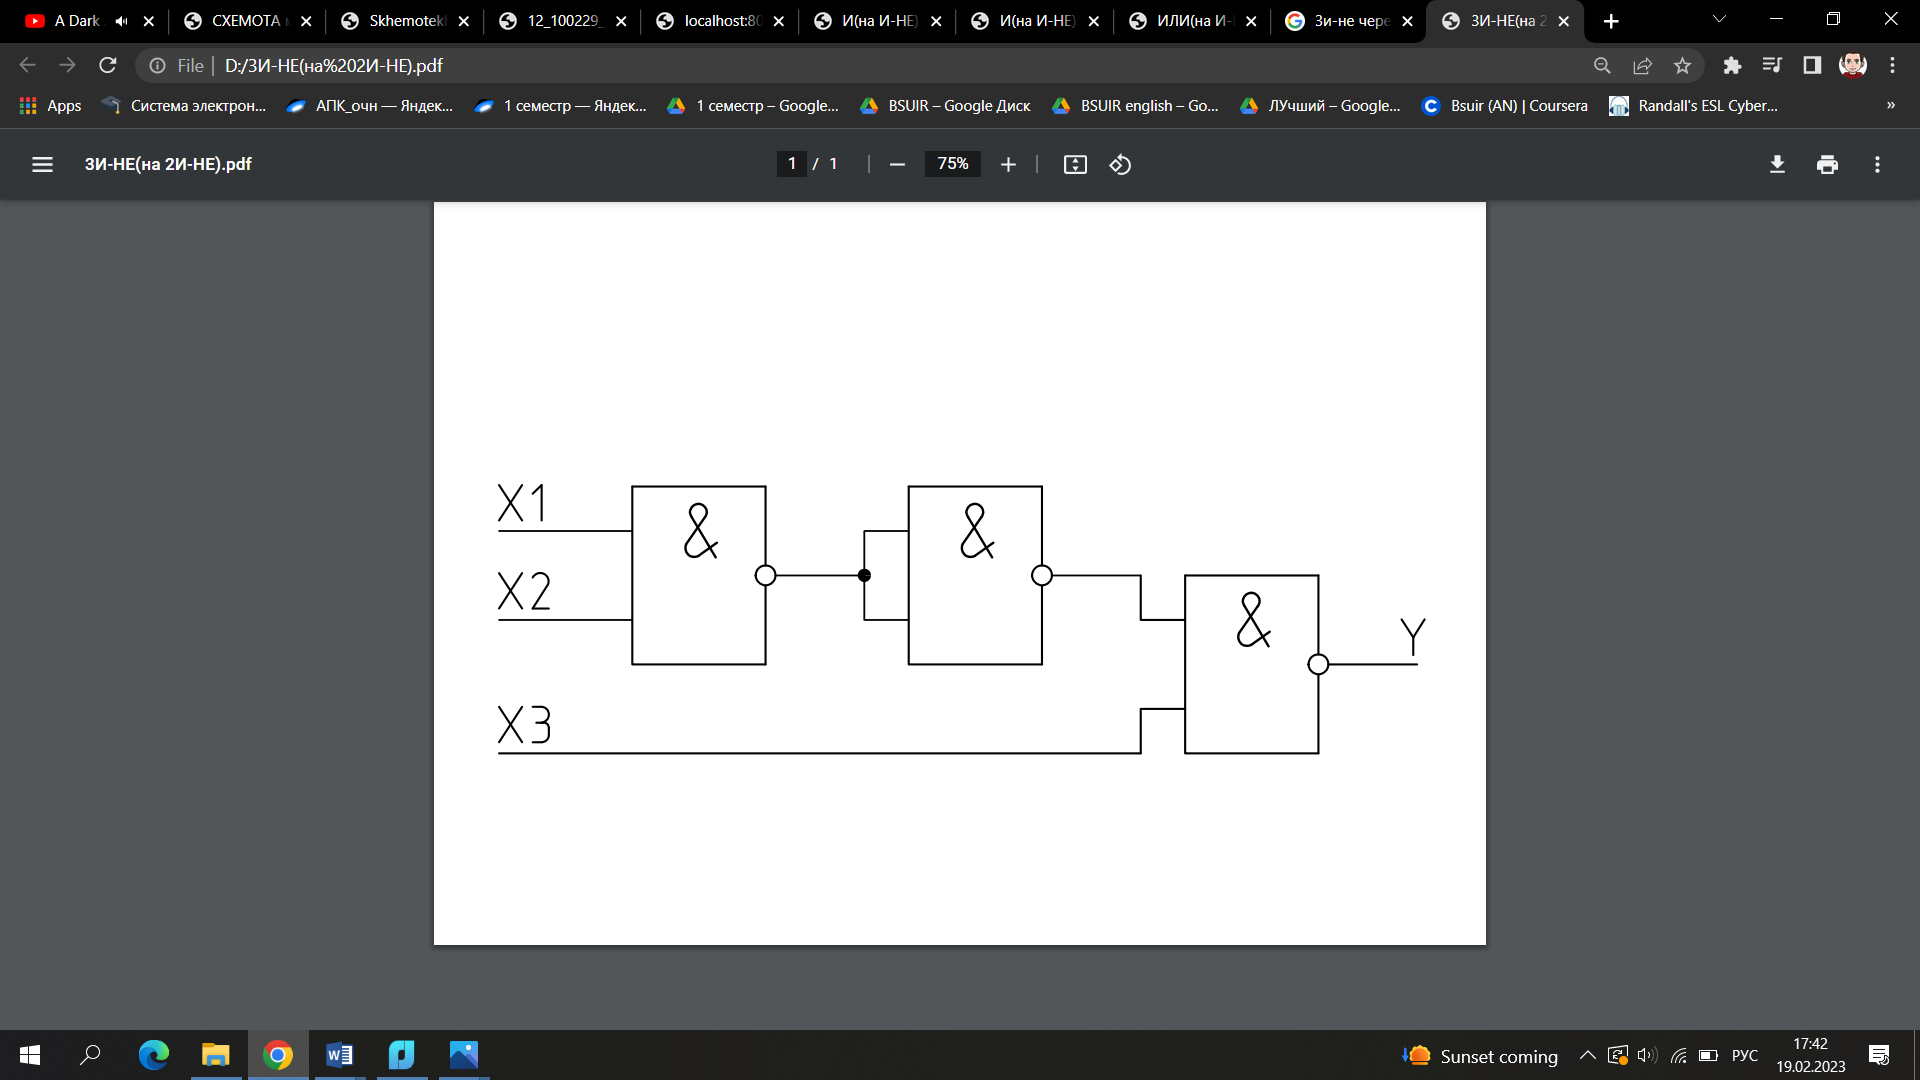 A Dark
СХЕМОТА
Skhemotek
12_100229_
localhost:80
И(на И-НЕ)
И(на И-НЕ)
ИЛИ(на И-
3и-не чере
3И-НЕ(на 2
File D:/3И-НЕ(на%202И-НЕ).pdf
Apps
Система электрон...
АПК_очн — Яндек...
1 семестр — Яндек...
1 семестр – Google...
BSUIR – Google Диск
BSUIR english – Go...
ЛУчший – Google...
Bsuir (AN) | Coursera
Randall's ESL Cyber...
»
3И-НЕ(на 2И-НЕ).pdf
1 / 1
75%
X1
&
&
X2
&
Y
X3
Sunset coming
РУС
17:42
19.02.2023